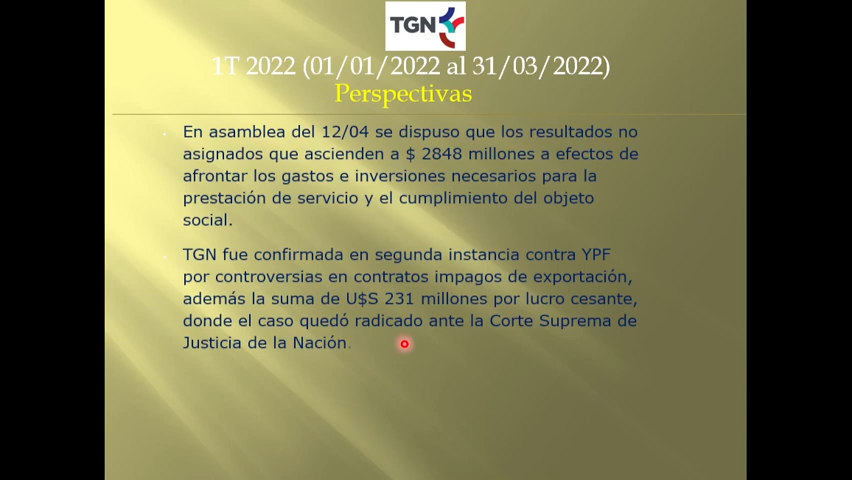 TGN
1T 2022 (01/01/2022 al 31/03/2022)
Perspectivas
En asamblea del 12/04 se dispuso que los resultados no
asignados que ascienden a $ 2848 millones a efectos de
afrontar los gastos e inversiones necesarios para la
prestación de servicio y el cumplimiento del objeto
social.
TGN fue confirmada en segunda instancia contra YPF
por controversias en contratos impagos de exportación,
además la suma de U$S 231 millones por lucro cesante,
donde el caso quedó radicado ante la Corte Suprema de
Justicia de la Nación.